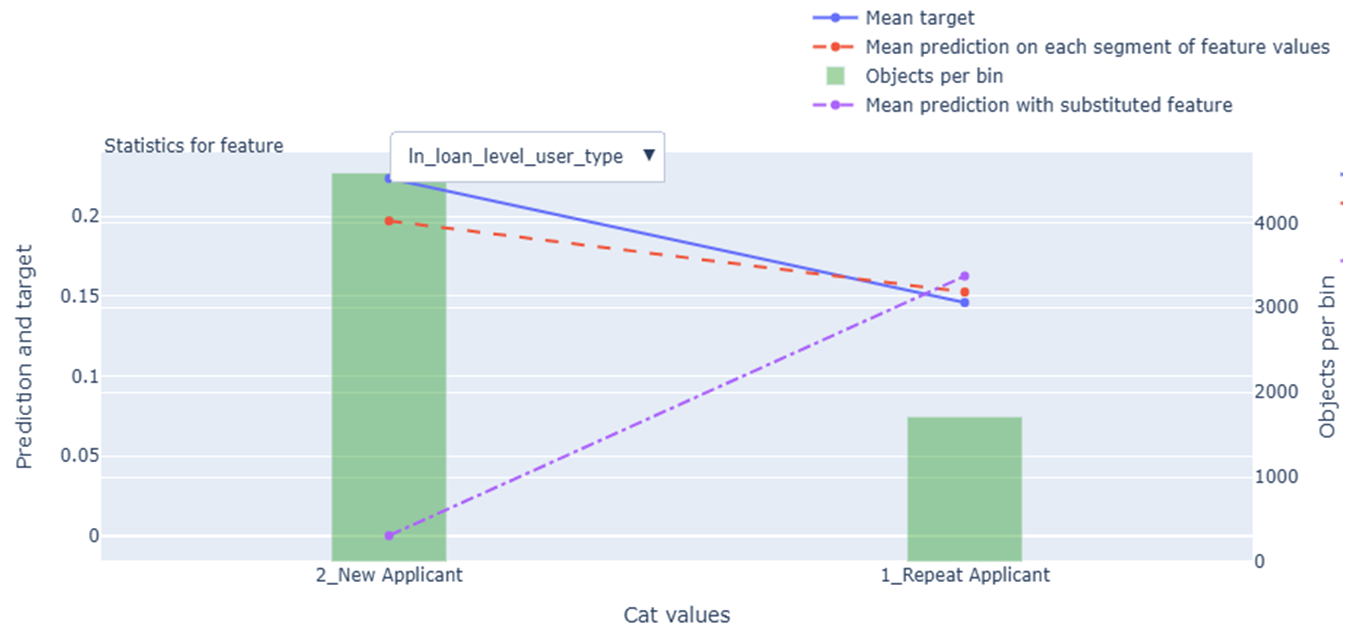 Mean target
Mean prediction on each segment of feature values
Objects per bin
Mean prediction with substituted feature
Statistics for feature
ln_loan_level_user_type ▼
0.2
0.15
0.1
0.05
0
4000
3000
2000
1000
0
Prediction and target
Objects per bin
2_New Applicant
1_Repeat Applicant
Cat values